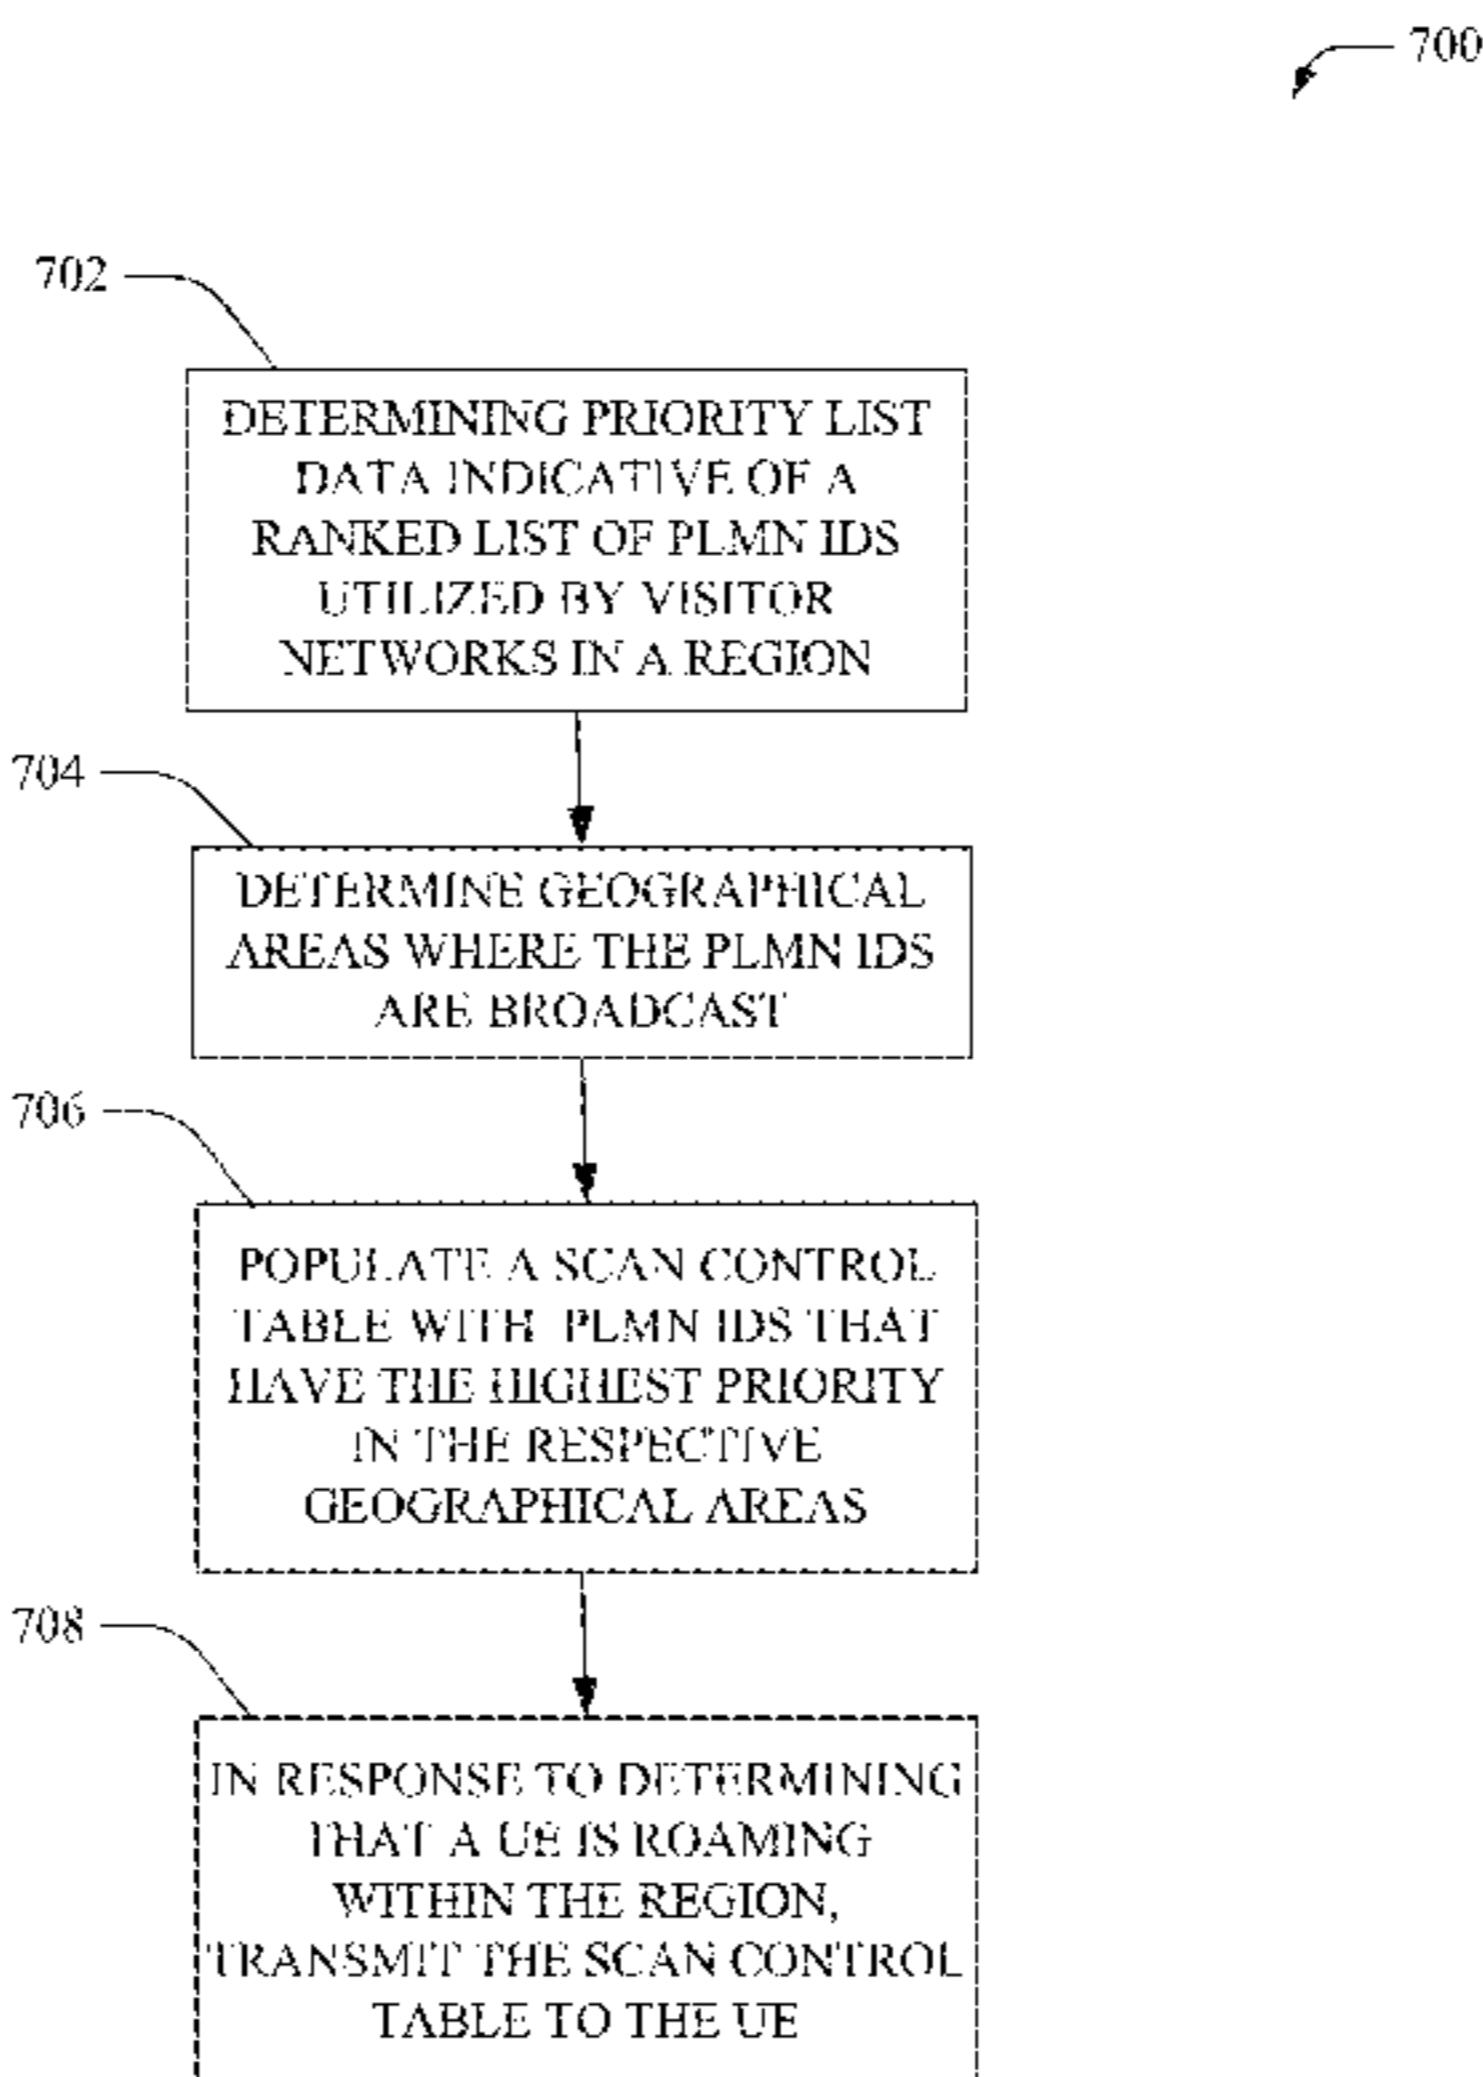 700
702
DETERMINING PRIORITY LIST
DATA INDICATIVE OF A
RANKED LIST OF PLMN IDS
UTILIZED BY VISITOR
NETWORKS IN A REGION
704
DETERMINE GEOGRAPHICAL
AREAS WHERE THE PLMN IDS
ARE BROADCAST
706
POPULATE A SCAN CONTROL
TABLE WITH PLMN IDS THAT
HAVE THE HIGHEST PRIORITY
IN THE RESPECTIVE
GEOGRAPHICAL AREAS
708
IN RESPONSE TO DETERMINING
THAT A UE IS ROAMING
WITHIN THE REGION,
TRANSMIT THE SCAN CONTROL
TABLE TO THE UE